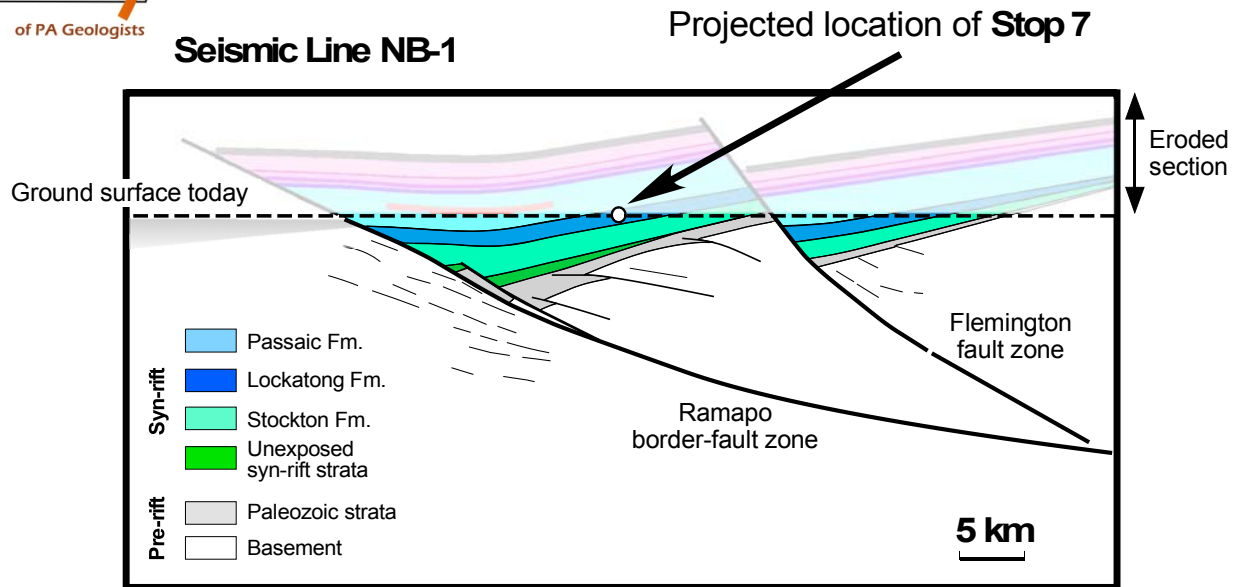 of PA Geologists
Seismic Line NB-1
Projected location of Stop 7
Eroded
section
Ground surface today
Flemington
fault zone
Ramapo
border-fault zone
Syn-rift
Passaic Fm.
Lockatong Fm.
Stockton Fm.
Unexposed
syn-rift strata
Pre-rift
Paleozoic strata
Basement
5 km